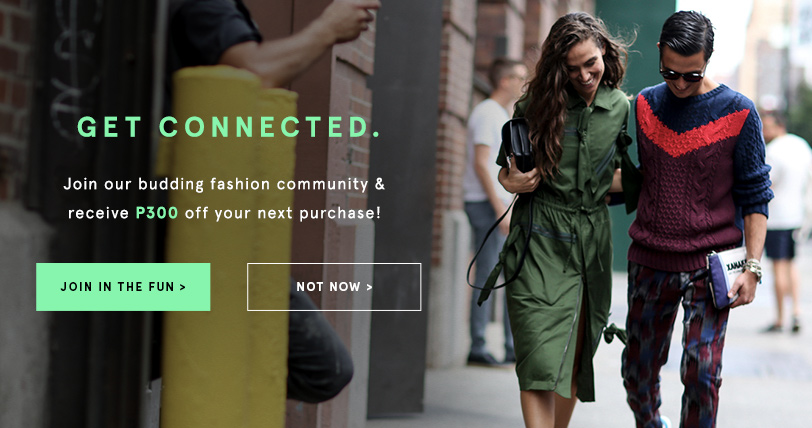 GET CONNECTED.
Join our budding fashion community &
receive P300 off your next purchase!
JOIN IN THE FUN >
NOT NOW >